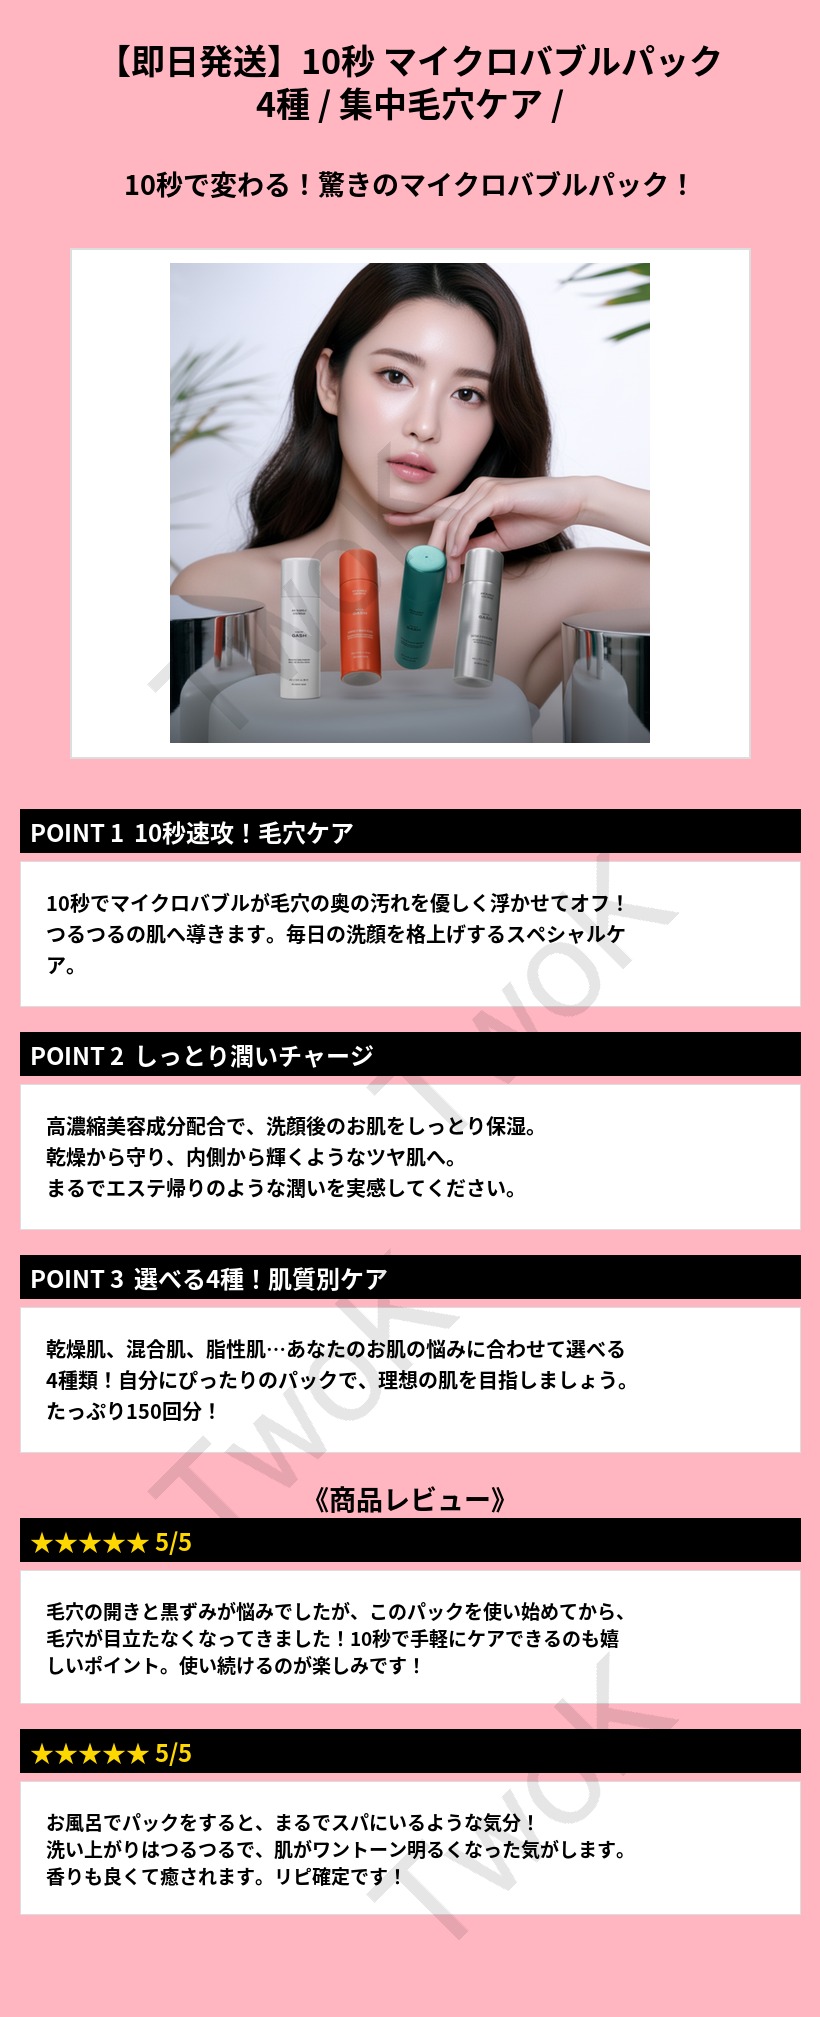 【即日発送】10秒 マイクロバブルパック
4種 / 集中毛穴ケア /
10秒で変わる！驚きのマイクロバブルパック！
TwoK
POINT 1 10秒速攻！毛穴ケア
10秒でマイクロバブルが毛穴の奥の汚れを優しく浮かせてオフ！
つるつるの肌へ導きます。毎日の洗顔を格上げするスペシャルケ
ア。
TwoK
POINT 2 しっとり潤いチャージ
高濃縮美容成分配合で、洗顔後のお肌をしっとり保湿。
乾燥から守り、内側から輝くようなツヤ肌へ。
まるでエステ帰りのような潤いを実感してください。
POINT 3 選べる4種！肌質別ケア
乾燥肌、混合肌、脂性肌…あなたのお肌の悩みに合わせて選べる
4種類！自分にぴったりのパックで、理想の肌を目指しましょう。
たっぷり150回分！
TwoK
《商品レビュー》
★★★★★ 5/5
毛穴の開きと黒ずみが悩みでしたが、このパックを使い始めてから、
毛穴が目立たなくなってきました！10秒で手軽にケアできるのも嬉
しいポイント。使い続けるのが楽しみです！
★★★★★ 5/5
お風呂でパックをすると、まるでスパにいるような気分！
洗い上がりはつるつるで、肌がワントーン明るくなった気がします。
香りも良くて癒されます。リピ確定です！
TwoK